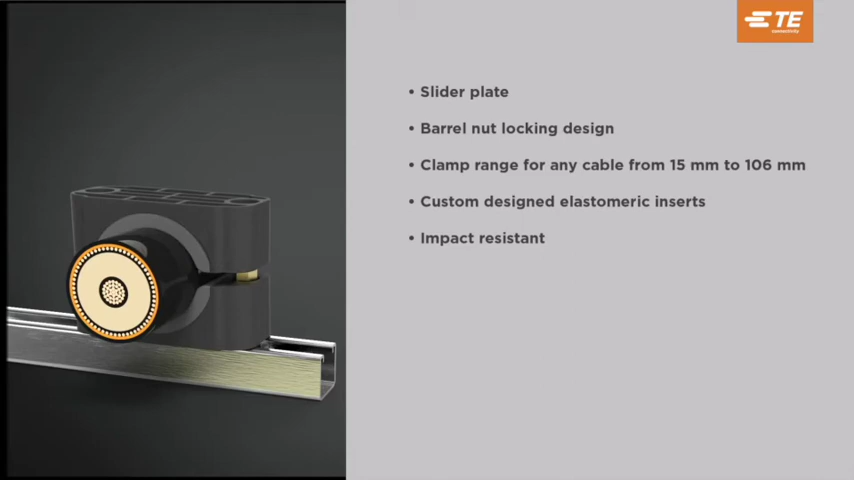 TE
connectivity
• Slider plate
• Barrel nut locking design
• Clamp range for any cable from 15 mm to 106 mm
• Custom designed elastomeric inserts
• Impact resistant